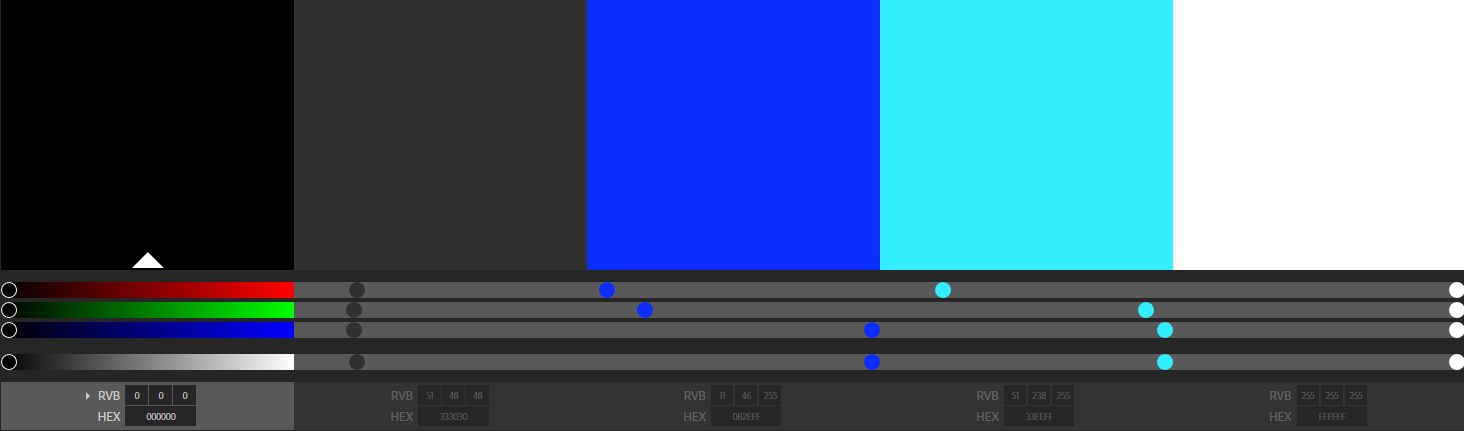 RVB 0 0 0
HEX 000000
RVB 51 48 48
HEX 333030
RVB 11 46 255
HEX 0B2EFF
RVB 51 238 255
HEX 33EEFF
RVB 255 255 255
HEX FFFFFF